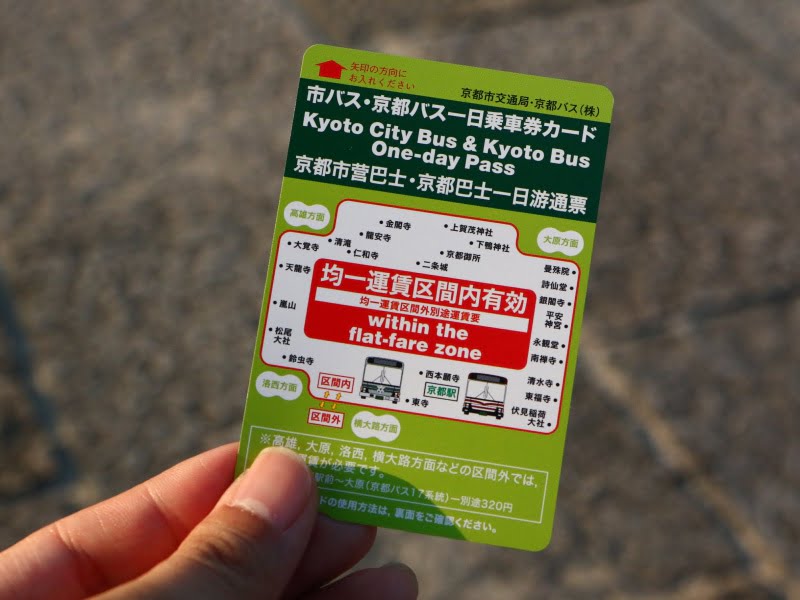 矢印の方向に
お入れください
京都市交通局・京都バス(株)
市バス・京都バス一日乗車券カード
Kyoto City Bus & Kyoto Bus
One-day Pass
京都市营巴士・京都巴士一日游通票
高雄方面
大原方面
金閣寺
上賀茂神社
龍安寺
下鴨神社
大覚寺
清滝
仁和寺
京都御所
二条城
曼殊院
天龍寺
詩仙堂
銀閣寺
嵐山
平安
神宮
松尾
大社
永観堂
南禅寺
鈴虫寺
清水寺
東福寺
伏見稲荷
大社
均一運賃区間内有効
均一運賃区間外別途運賃要
within the
flat-fare zone
洛西方面
区間内
区間外
横大路方面
西本願寺
京都駅
東寺
※高雄, 大原, 洛西, 横大路方面などの区間外では,
運賃が必要です。
駅前〜大原(京都バス17系統)ー別途320円
ドの使用方法は, 裏面をご確認ください。